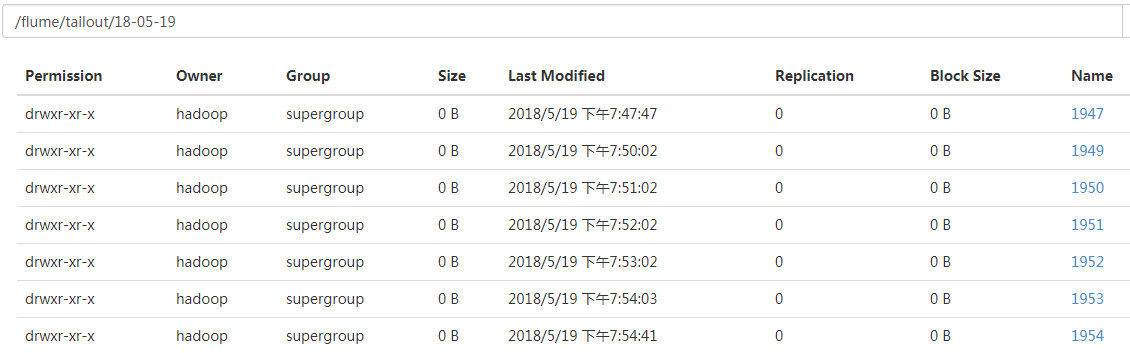 /flume/tailout/18-05-19
Permission Owner Group Size Last Modified Replication Block Size Name
drwxr-xr-x hadoop supergroup 0 B 2018/5/19 下午7:47:47 0 0 B 1947
drwxr-xr-x hadoop supergroup 0 B 2018/5/19 下午7:50:02 0 0 B 1949
drwxr-xr-x hadoop supergroup 0 B 2018/5/19 下午7:51:02 0 0 B 1950
drwxr-xr-x hadoop supergroup 0 B 2018/5/19 下午7:52:02 0 0 B 1951
drwxr-xr-x hadoop supergroup 0 B 2018/5/19 下午7:53:02 0 0 B 1952
drwxr-xr-x hadoop supergroup 0 B 2018/5/19 下午7:54:03 0 0 B 1953
drwxr-xr-x hadoop supergroup 0 B 2018/5/19 下午7:54:41 0 0 B 1954